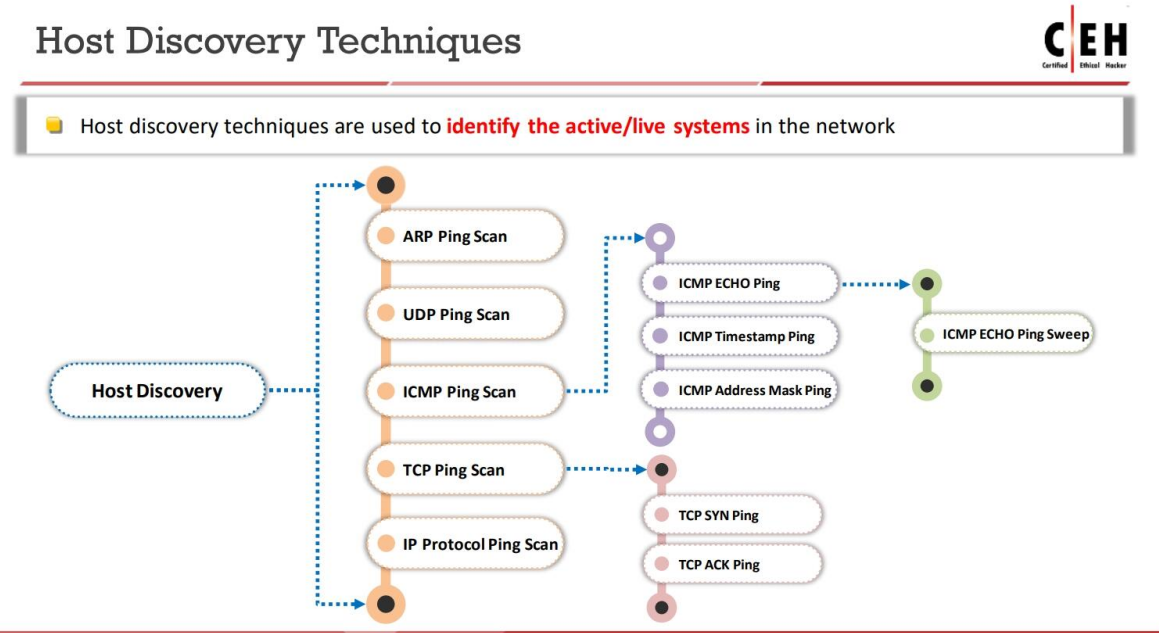 Host Discovery Techniques
C|EH
Certified Ethical Hacker
Host discovery techniques are used to identify the active/live systems in the network
Host Discovery
ARP Ping Scan
UDP Ping Scan
ICMP Ping Scan
TCP Ping Scan
IP Protocol Ping Scan
ICMP ECHO Ping
ICMP Timestamp Ping
ICMP Address Mask Ping
TCP SYN Ping
TCP ACK Ping
ICMP ECHO Ping Sweep